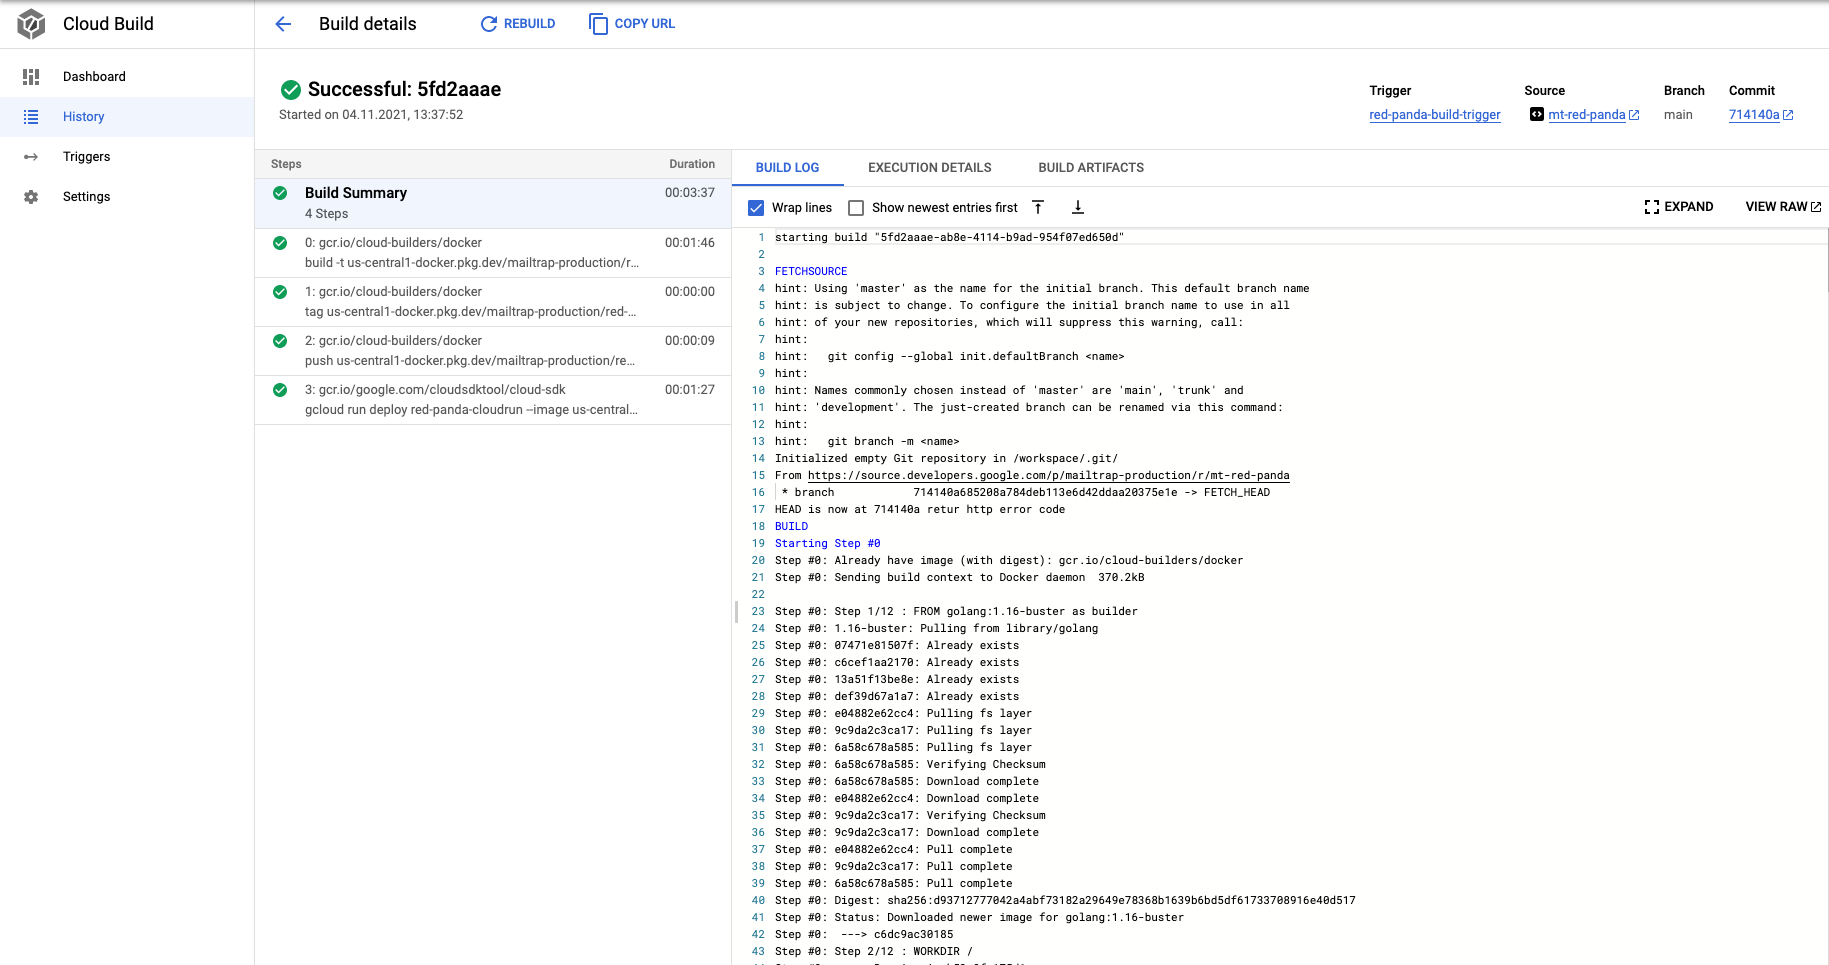 Cloud Build
Build details
REBUILD
COPY URL
Dashboard
History
Triggers
Settings
Successful: 5fd2aaae
Started on 04.11.2021, 13:37:52
Trigger
red-panda-build-trigger
Source
mt-red-panda
Branch
main
Commit
714140a
Steps Duration
Build Summary 00:03:37
4 Steps
0: gcr.io/cloud-builders/docker 00:01:46
build -t us-central1-docker.pkg.dev/mailtrap-production/r...
1: gcr.io/cloud-builders/docker 00:00:00
tag us-central1-docker.pkg.dev/mailtrap-production/red-...
2: gcr.io/cloud-builders/docker 00:00:09
push us-central1-docker.pkg.dev/mailtrap-production/re...
3: gcr.io/google.com/cloudsdktool/cloud-sdk 00:01:27
gcloud run deploy red-panda-cloudrun --image us-central...
BUILD LOG EXECUTION DETAILS BUILD ARTIFACTS
Wrap lines Show newest entries first EXPAND VIEW RAW
1 starting build "5fd2aaae-ab8e-4114-b9ad-954f07ed650d"
2
3 FETCHSOURCE
4 hint: Using 'master' as the name for the initial branch. This default branch name
5 hint: is subject to change. To configure the initial branch name to use in all
6 hint: of your new repositories, which will suppress this warning, call:
7 hint:
8 hint:   git config --global init.defaultBranch <name>
9 hint:
10 hint: Names commonly chosen instead of 'master' are 'main', 'trunk' and
11 hint: 'development'. The just-created branch can be renamed via this command:
12 hint:
13 hint:   git branch -m <name>
14 Initialized empty Git repository in /workspace/.git/
15 From https://source.developers.google.com/p/mailtrap-production/r/mt-red-panda
16  * branch            714140a685208a784deb113e6d42ddaa20375e1e -> FETCH_HEAD
17 HEAD is now at 714140a retur http error code
18 BUILD
19 Starting Step #0
20 Step #0: Already have image (with digest): gcr.io/cloud-builders/docker
21 Step #0: Sending build context to Docker daemon  370.2kB
22
23 Step #0: Step 1/12 : FROM golang:1.16-buster as builder
24 Step #0: 1.16-buster: Pulling from library/golang
25 Step #0: 07471e81507f: Already exists
26 Step #0: c6cef1aa2170: Already exists
27 Step #0: 13a51f13be8e: Already exists
28 Step #0: def39d67a1a7: Already exists
29 Step #0: e04882e62cc4: Pulling fs layer
30 Step #0: 9c9da2c3ca17: Pulling fs layer
31 Step #0: 6a58c678a585: Pulling fs layer
32 Step #0: 6a58c678a585: Verifying Checksum
33 Step #0: 6a58c678a585: Download complete
34 Step #0: e04882e62cc4: Download complete
35 Step #0: 9c9da2c3ca17: Verifying Checksum
36 Step #0: 9c9da2c3ca17: Download complete
37 Step #0: e04882e62cc4: Pull complete
38 Step #0: 9c9da2c3ca17: Pull complete
39 Step #0: 6a58c678a585: Pull complete
40 Step #0: Digest: sha256:d93712777042a4abf73182a29649e78368b1639b6bd5df61733708916e40d517
41 Step #0: Status: Downloaded newer image for golang:1.16-buster
42 Step #0:  ---> c6dc9ac30185
43 Step #0: Step 2/12 : WORKDIR /